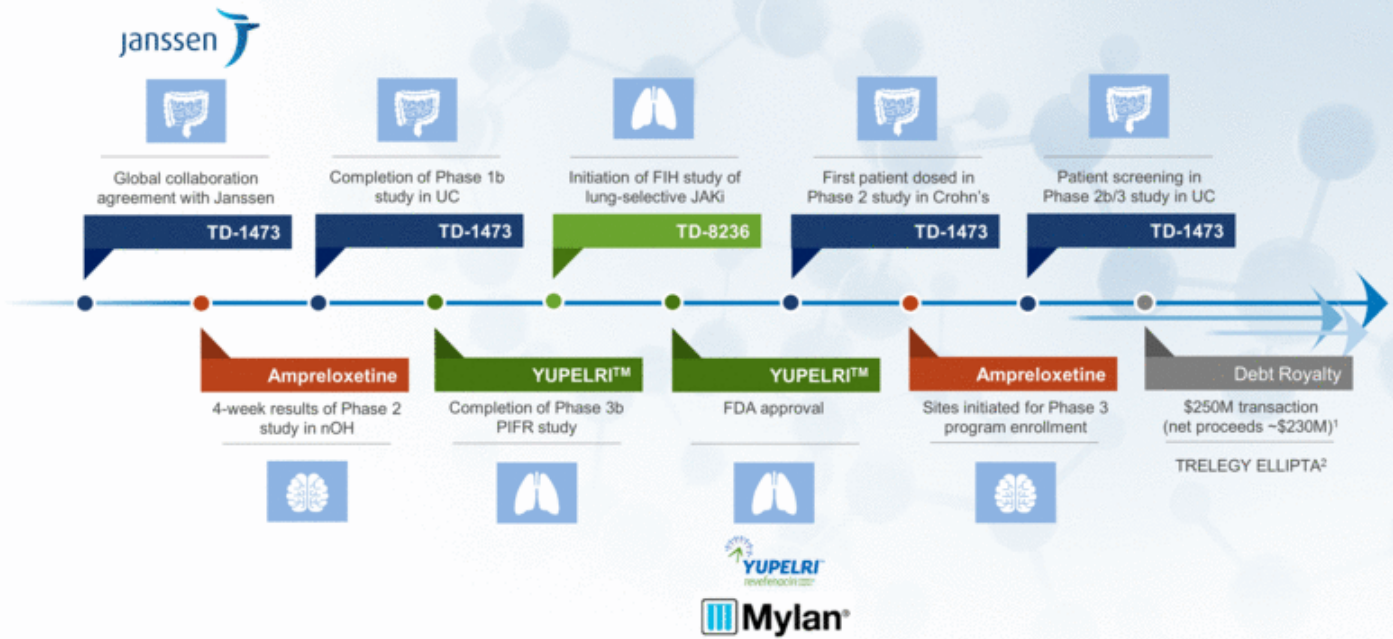 janssen
Global collaboration
agreement with Janssen
TD-1473
Completion of Phase 1b
study in UC
TD-1473
Initiation of FIH study of
lung-selective JAKi
TD-8236
First patient dosed in
Phase 2 study in Crohn's
TD-1473
Patient screening in
Phase 2b/3 study in UC
TD-1473
Ampreloxetine
4-week results of Phase 2
study in nOH
YUPELRI™
Completion of Phase 3b
PIFR study
YUPELRI™
FDA approval
Ampreloxetine
Sites initiated for Phase 3
program enrollment
Debt Royalty
$250M transaction
(net proceeds ~$230M)¹
TRELEGY ELLIPTA²
YUPELRI™
revefenacin
Mylan®